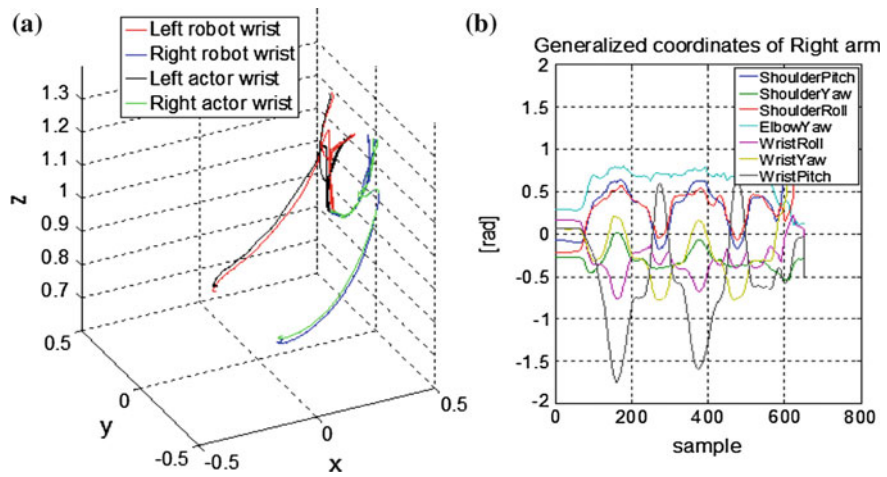 (a)
Left robot wrist
Right robot wrist
Left actor wrist
Right actor wrist
1.3
1.2
1.1
1
0.9
0.8
0.7
z
0.5
0
-0.5
y
-0.5
0
0.5
x
(b)
Generalized coordinates of Right arm
2
1.5
1
0.5
0
-0.5
-1
-1.5
-2
[rad]
ShoulderPitch
ShoulderYaw
ShoulderRoll
ElbowYaw
WristRoll
WristYaw
WristPitch
0
200
400
600
800
sample